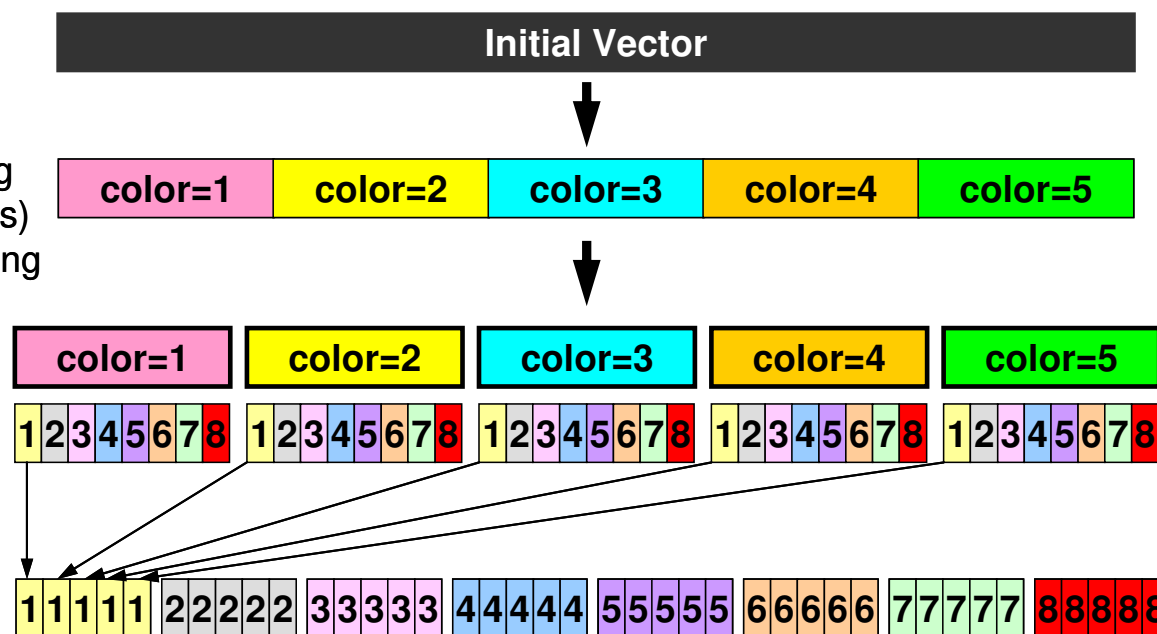 Initial Vector
color=1 color=2 color=3 color=4 color=5
s)
color=1 color=2 color=3 color=4 color=5
12345678 12345678 12345678 12345678 12345678
11111 22222 33333 44444 55555 66666 77777 88888